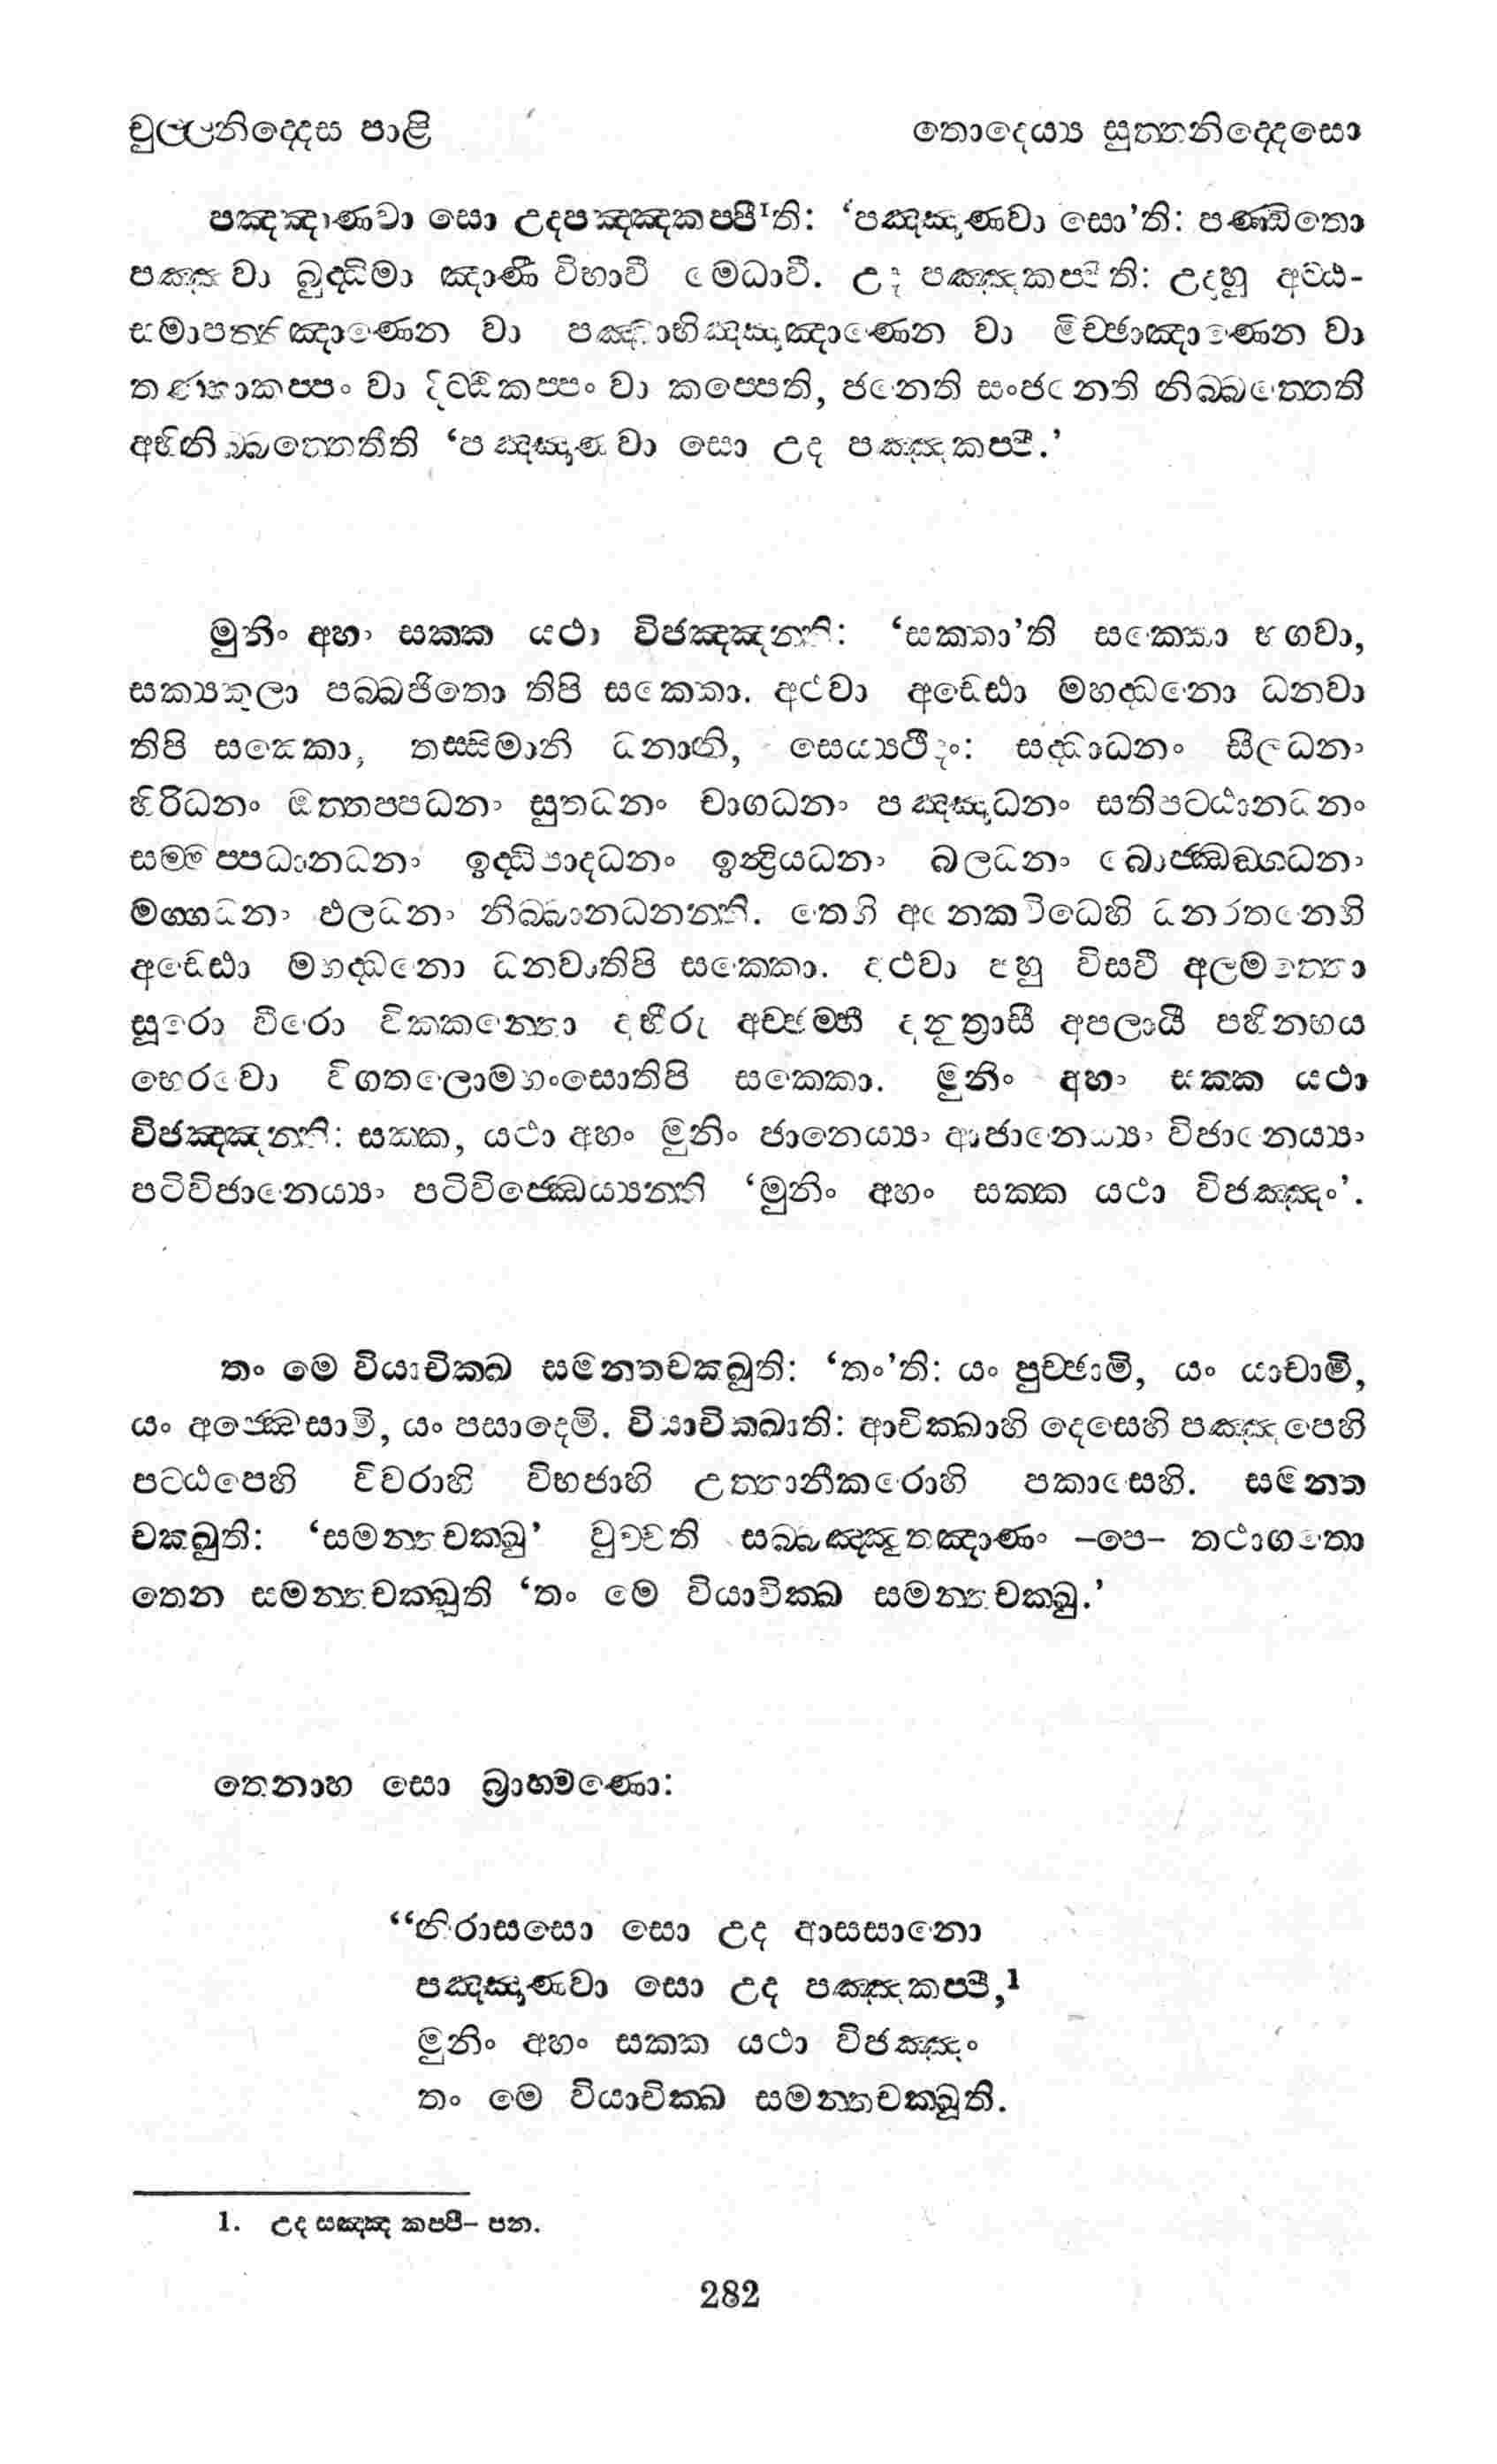 චුල්ලනිද්දෙස පාළි
තොදෙය්‍ය සුත්තනිද්දෙසො
පඤ්ඤාණවා සො උදපඤ්ඤකප්පී¹ති: ‘පඤ්ඤාණවා සො’ති: පණ්ඩිතො
පඤ්ඤවා බුද්ධිමා ඤාණී විභාවී මෙධාවී. උද පඤ්ඤකප්පීති: උදාහු අට්ඨ-
සමාපත්තිඤාණෙන වා පඤ්චාභිඤ්ඤාඤාණෙන වා මිච්ඡාඤාණෙන වා
තණ්හාකප්පං වා දිට්ඨිකප්පං වා කප්පෙති, ජනෙති සංජනෙති නිබ්බත්තෙති
අභිනිබ්බත්තෙතීති ‘පඤ්ඤාණවා සො උද පඤ්ඤකප්පී.’
මුනිං අහං සක්ක යථා විජඤ්ඤන්ති: ‘සක්කා’ති සක්කො භගවා,
සක්‍යකුලා පබ්බජිතො තිපි සක්කො. අථවා අඩ්ඪො මහද්ධනො ධනවා
තිපි සක්කො, තස්සිමානි ධනානි, සෙය්‍යථීදං: සද්ධාධනං සීලධනං
හිරිධනං ඔත්තප්පධනං සුතධනං චාගධනං පඤ්ඤාධනං සතිපට්ඨානධනං
සම්මප්පධානධනං ඉද්ධිපාදධනං ඉන්ද්‍රියධනං බලධනං බොජ්ඣඞ්ගධනං
මග්ගධනං ඵලධනං නිබ්බානධනන්ති. තෙහි අනෙකවිධෙහි ධනරතනෙහි
අඩ්ඪො මහද්ධනො ධනවාතිපි සක්කො. අථවා පහු විසවී අලමත්තො
සූරො වීරො වික්කන්තො අභීරු අච්ඡම්භී අනුත්‍රාසී අපලායී පහීනභය
භෙරවො විගතලොමහංසොතිපි සක්කො. මුනිං අහං සක්ක යථා
විජඤ්ඤන්ති: සක්ක, යථා අහං මුනිං ජානෙය්‍යං ආජානෙය්‍යං විජානෙය්‍යං
පටිවිජානෙය්‍යං පටිවිජ්ඣෙය්‍යන්ති ‘මුනිං අහං සක්ක යථා විජඤ්ඤං’.
තං මෙ වියාචික්ඛ සමන්තචක්ඛූති: ‘තං’ති: යං පුච්ඡාමි, යං යාචාමි,
යං අජ්ඣෙසාමි, යං පසාදෙමි. වියාචික්ඛාති: ආචික්ඛාහි දෙසෙහි පඤ්ඤපෙහි
පට්ඨපෙහි විවරාහි විභජාහි උත්තානීකරොහි පකාසෙහි. සමන්ත
චක්ඛූති: ‘සමන්තචක්ඛු’ වුච්චති සබ්බඤ්ඤුතඤාණං –පෙ– තථාගතො
තෙන සමන්තචක්ඛූති ‘තං මෙ වියාචික්ඛ සමන්තචක්ඛු.’
තෙනාහ සො බ්‍රාහ්මණො:
“නිරාසසො සො උද ආසසානො
පඤ්ඤාණවා සො උද පඤ්ඤකප්පී,¹
මුනිං අහං සක්ක යථා විජඤ්ඤං
තං මෙ වියාචික්ඛ සමන්තචක්ඛූති.
1. උද සඤ්ඤ කප්පී– පන.
282